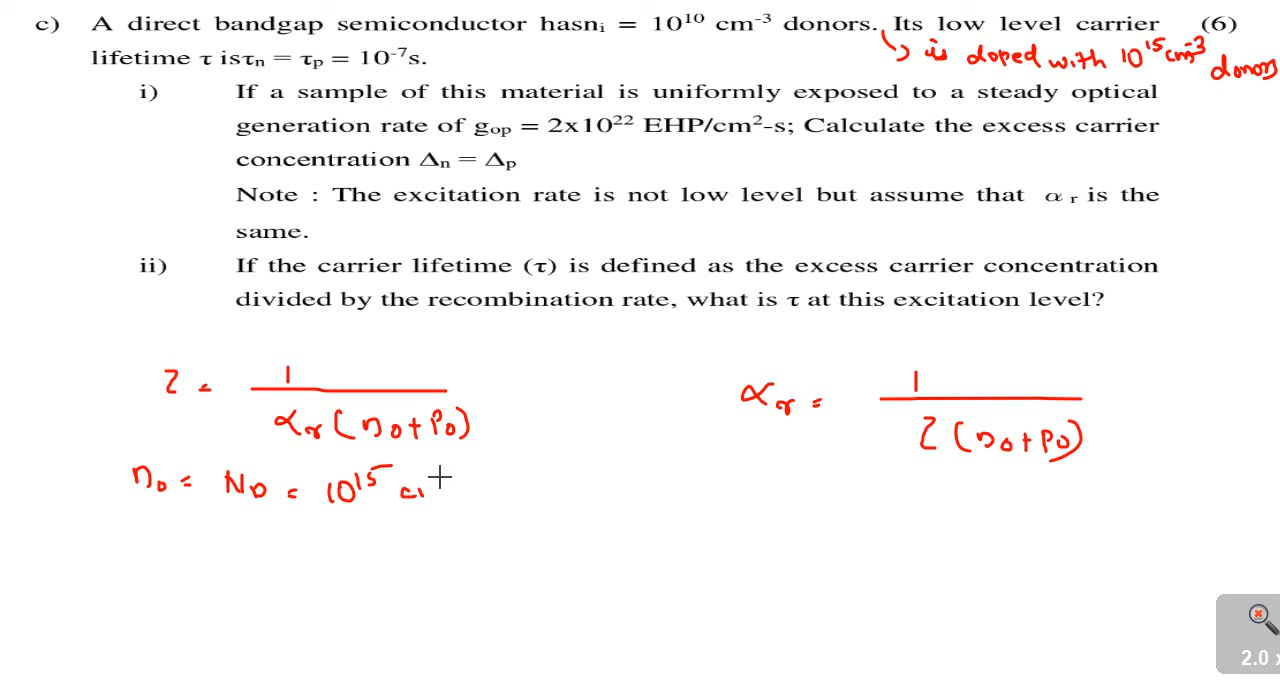 c) A direct bandgap semiconductor hasnᵢ = 10¹⁰ cm⁻³ donors. Its low level carrier (6)
lifetime τ isτₙ = τₚ = 10⁻⁷s.
is doped with 10¹⁵ cm⁻³ donors
i) If a sample of this material is uniformly exposed to a steady optical
generation rate of gₒₚ = 2x10²² EHP/cm²-s; Calculate the excess carrier
concentration Δₙ = Δₚ
Note : The excitation rate is not low level but assume that α ᵣ is the
same.
ii) If the carrier lifetime (τ) is defined as the excess carrier concentration
divided by the recombination rate, what is τ at this excitation level?
τ = 1 / αᵣ (n₀+P₀)
αᵣ = 1 / τ (n₀+P₀)
n₀ = N_D = 10¹⁵
2.0 x